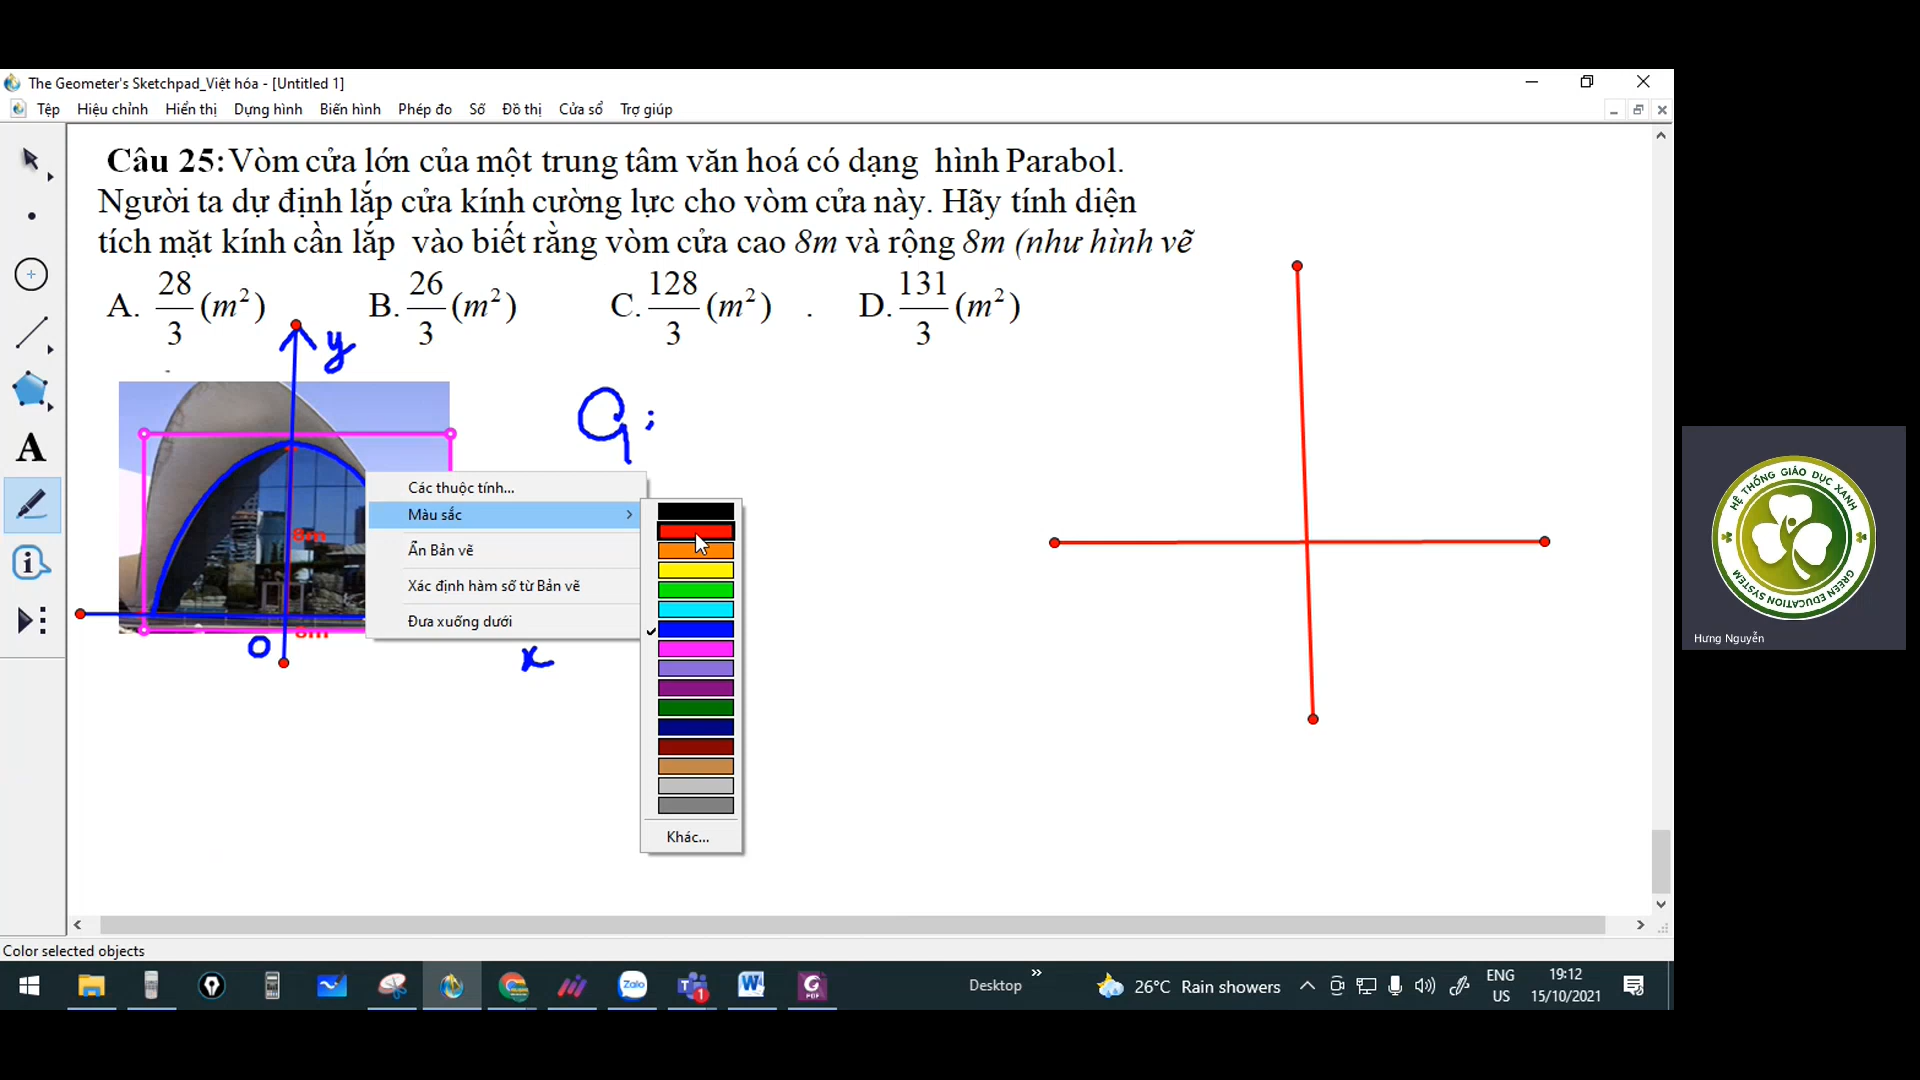 The Geometer's Sketchpad_Việt hóa - [Untitled 1]
Tệp Hiệu chỉnh Hiển thị Dựng hình Biến hình Phép đo Số Đồ thị Cửa sổ Trợ giúp
Câu 25: Vòm cửa lớn của một trung tâm văn hoá có dạng hình Parabol.
Người ta dự định lắp cửa kính cường lực cho vòm cửa này. Hãy tính diện
tích mặt kính cần lắp vào biết rằng vòm cửa cao 8m và rộng 8m (như hình vẽ
A. 28/3 (m²) B. 26/3 (m²) C. 128/3 (m²) . D. 131/3 (m²)
y
A
Các thuộc tính...
Màu sắc
8m
Ẩn Bản vẽ
Xác định hàm số từ Bản vẽ
Đưa xuống dưới
8m
O
x
Khác...
HỆ THỐNG GIÁO DỤC XANH
GREEN EDUCATION SYSTEM
Hưng Nguyễn
Color selected objects
Zalo
1
PDF
Desktop
26°C Rain showers
ENG
US
19:12
15/10/2021